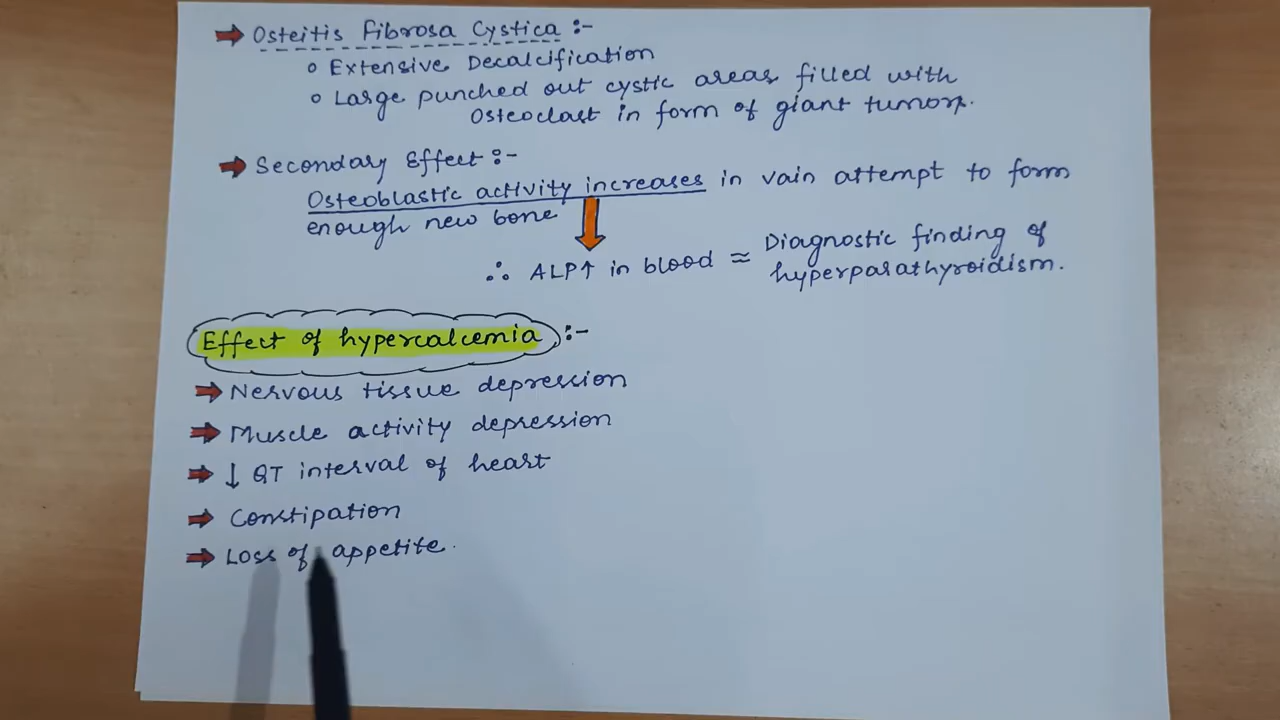 → Osteitis Fibrosa Cystica :-
○ Extensive Decalcification
○ Large punched out cystic areas filled with
Osteoclast in form of giant tumors.
→ Secondary Effect :-
Osteoblastic activity increases in vain attempt to form
enough new bone
∴ ALP↑ in blood ≈ Diagnostic finding of
hyperparathyroidism.
Effect of hypercalcemia :-
→ Nervous tissue depression
→ Muscle activity depression
→ ↓ QT interval of heart
→ Constipation
→ Loss of appetite.